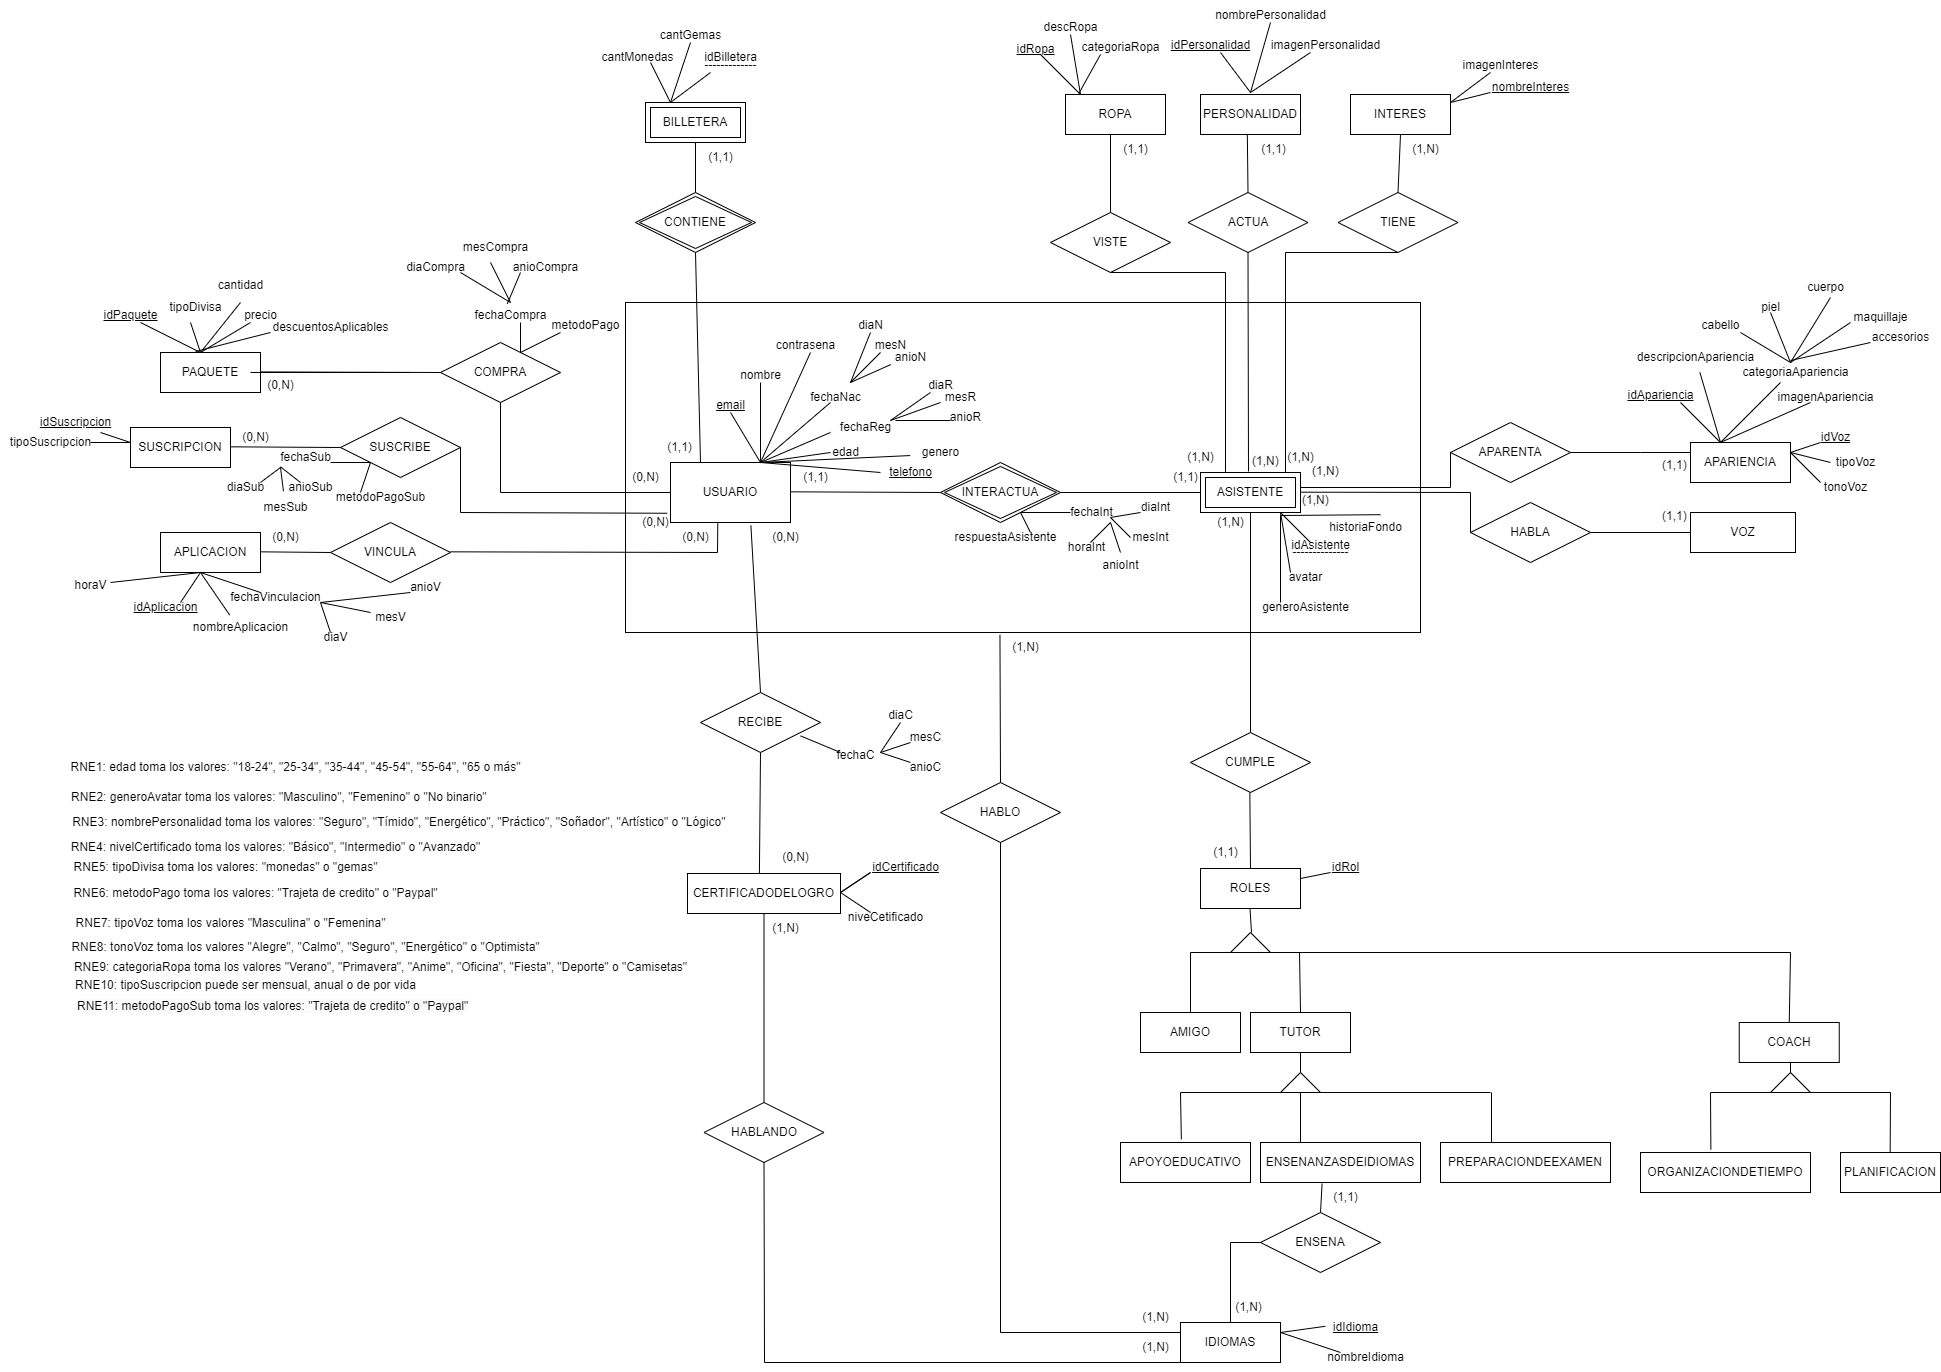 nombrePersonalidad
descRopa
cantGemas
idRopa
categoriaRopa
idPersonalidad
imagenPersonalidad
cantMonedas
idBilletera
imagenInteres
nombreInteres
BILLETERA
ROPA
PERSONALIDAD
INTERES
(1,1)
(1,1)
(1,1)
(1,N)
CONTIENE
VISTE
ACTUA
TIENE
mesCompra
diaCompra
anioCompra
cantidad
tipoDivisa
idPaquete
precio
descuentosAplicables
fechaCompra
metodoPago
PAQUETE
(0,N)
COMPRA
diaN
contrasena
mesN
anioN
nombre
fechaNac
email
diaR
mesR
anioR
fechaReg
edad
genero
telefono
cuerpo
piel
cabello
maquillaje
accesorios
descripcionApariencia
categoriaApariencia
idApariencia
imagenApariencia
idSuscripcion
tipoSuscripcion
SUSCRIPCION
(0,N)
SUSCRIBE
fechaSub
diaSub
anioSub
mesSub
metodoPagoSub
(1,1)
(0,N)
USUARIO
(1,1)
INTERACTUA
(1,N)
(1,N)
(1,N)
(1,N)
(1,1)
ASISTENTE
(1,N)
(1,N)
APARENTA
(1,1)
APARIENCIA
idVoz
tipoVoz
tonoVoz
(0,N)
(0,N)
(0,N)
respuestaAsistente
fechaInt
diaInt
mesInt
horaInt
anioInt
historiaFondo
idAsistente
avatar
generoAsistente
HABLA
(1,1)
VOZ
APLICACION
(0,N)
VINCULA
horaV
idAplicacion
fechaVinculacion
anioV
nombreAplicacion
mesV
diaV
(1,N)
RECIBE
diaC
mesC
fechaC
anioC
CUMPLE
HABLO
RNE1: edad toma los valores: "18-24", "25-34", "35-44", "45-54", "55-64", "65 o más"
RNE2: generoAvatar toma los valores: "Masculino", "Femenino" o "No binario"
RNE3: nombrePersonalidad toma los valores: "Seguro", "Tímido", "Energético", "Práctico", "Soñador", "Artístico" o "Lógico"
RNE4: nivelCertificado toma los valores: "Básico", "Intermedio" o "Avanzado"
RNE5: tipoDivisa toma los valores: "monedas" o "gemas"
RNE6: metodoPago toma los valores: "Trajeta de credito" o "Paypal"
RNE7: tipoVoz toma los valores "Masculina" o "Femenina"
RNE8: tonoVoz toma los valores "Alegre", "Calmo", "Seguro", "Energético" o "Optimista"
RNE9: categoriaRopa toma los valores "Verano", "Primavera", "Anime", "Oficina", "Fiesta", "Deporte" o "Camisetas"
RNE10: tipoSuscripcion puede ser mensual, anual o de por vida
RNE11: metodoPagoSub toma los valores: "Trajeta de credito" o "Paypal"
(0,N)
idCertificado
CERTIFICADODELOGRO
niveCetificado
(1,N)
(1,1)
idRol
ROLES
AMIGO
TUTOR
COACH
HABLANDO
APOYOEDUCATIVO
ENSENANZASDEIDIOMAS
PREPARACIONDEEXAMEN
ORGANIZACIONDETIEMPO
PLANIFICACION
(1,1)
ENSENA
(1,N)
(1,N)
(1,N)
IDIOMAS
idIdioma
nombreIdioma